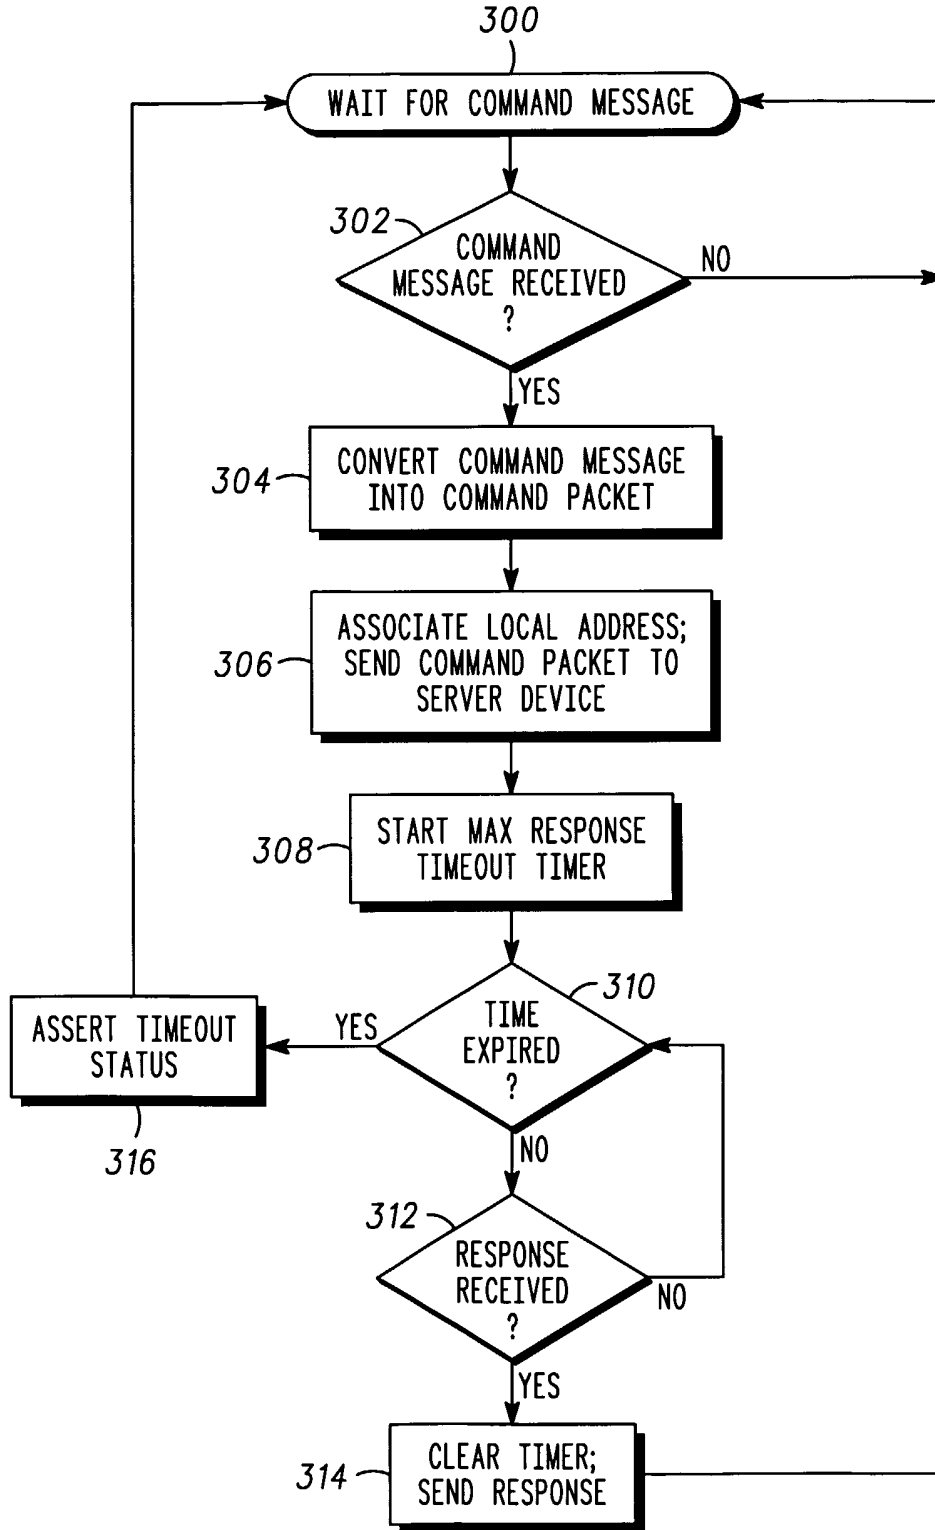 300
WAIT FOR COMMAND MESSAGE
302
COMMAND
MESSAGE RECEIVED
?
NO
YES
304
CONVERT COMMAND MESSAGE
INTO COMMAND PACKET
306
ASSOCIATE LOCAL ADDRESS;
SEND COMMAND PACKET TO
SERVER DEVICE
308
START MAX RESPONSE
TIMEOUT TIMER
310
TIME
EXPIRED
?
YES
ASSERT TIMEOUT
STATUS
316
NO
312
RESPONSE
RECEIVED
?
NO
YES
314
CLEAR TIMER;
SEND RESPONSE